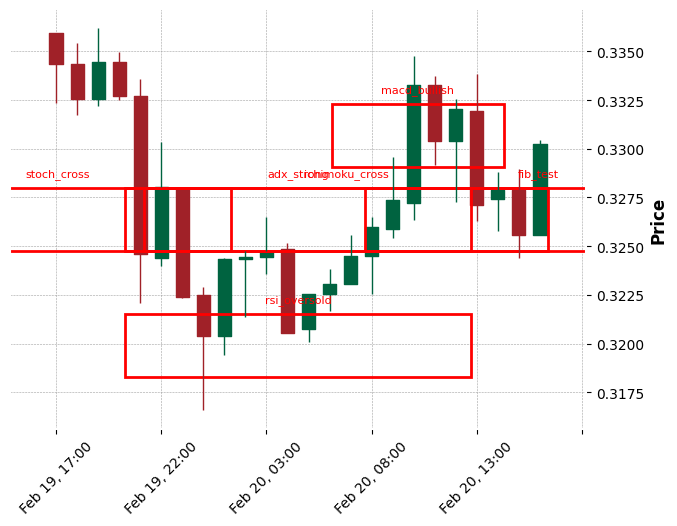 0.3350
macd_bullish
0.3325
0.3300
stoch_cross
adx_strong
ichimoku_cross
fib_test
0.3275
Price
0.3250
0.3225
rsi_oversold
0.3200
0.3175
Feb 19, 17:00
Feb 19, 22:00
Feb 20, 03:00
Feb 20, 08:00
Feb 20, 13:00